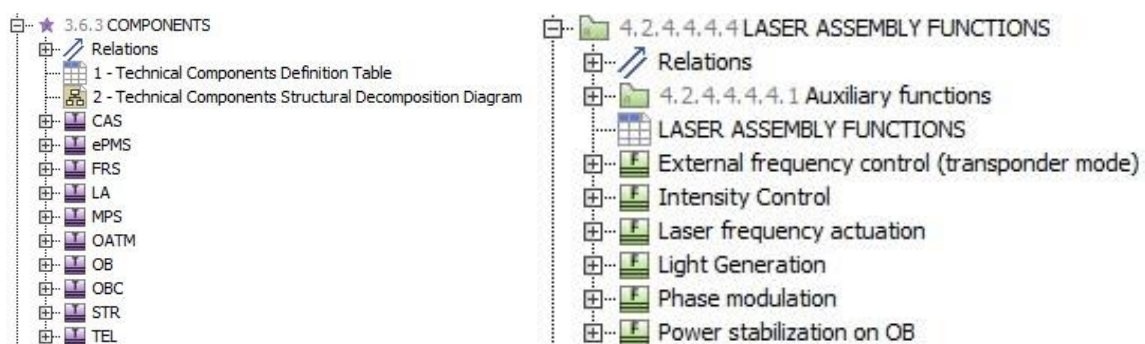 3.6.3 COMPONENTS
Relations
1 - Technical Components Definition Table
2 - Technical Components Structural Decomposition Diagram
CAS
ePMS
FRS
LA
MPS
OATM
OB
OBC
STR
TEL
4.2.4.4.4.4 LASER ASSEMBLY FUNCTIONS
Relations
4.2.4.4.4.4.1 Auxiliary functions
LASER ASSEMBLY FUNCTIONS
External frequency control (transponder mode)
Intensity Control
Laser frequency actuation
Light Generation
Phase modulation
Power stabilization on OB